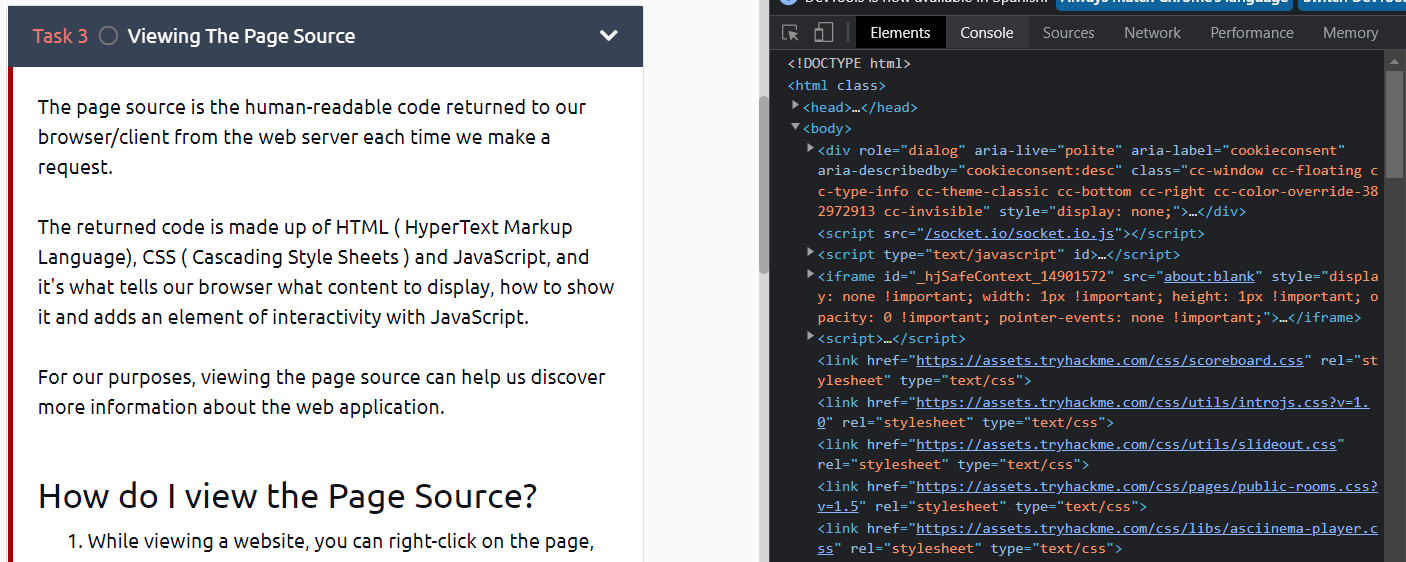 Task 3 Viewing The Page Source
The page source is the human-readable code returned to our
browser/client from the web server each time we make a
request.
The returned code is made up of HTML ( HyperText Markup
Language), CSS ( Cascading Style Sheets ) and JavaScript, and
it's what tells our browser what content to display, how to show
it and adds an element of interactivity with JavaScript.
For our purposes, viewing the page source can help us discover
more information about the web application.
How do I view the Page Source?
1. While viewing a website, you can right-click on the page,
DevTools is now available in Spanish! Always match Chrome's language
Elements Console Sources Network Performance Memory
<!DOCTYPE html>
<html class>
<head>…</head>
<body>
<div role="dialog" aria-live="polite" aria-label="cookieconsent"
aria-describedby="cookieconsent:desc" class="cc-window cc-floating c
c-type-info cc-theme-classic cc-bottom cc-right cc-color-override-38
2972913 cc-invisible" style="display: none;">…</div>
<script src="/socket.io/socket.io.js"></script>
<script type="text/javascript" id>…</script>
<iframe id="_hjSafeContext_14901572" src="about:blank" style="displa
y: none !important; width: 1px !important; height: 1px !important; o
pacity: 0 !important; pointer-events: none !important;">…</iframe>
<script>…</script>
<link href="https://assets.tryhackme.com/css/scoreboard.css" rel="st
ylesheet" type="text/css">
<link href="https://assets.tryhackme.com/css/utils/introjs.css?v=1.
0" rel="stylesheet" type="text/css">
<link href="https://assets.tryhackme.com/css/utils/slideout.css"
rel="stylesheet" type="text/css">
<link href="https://assets.tryhackme.com/css/pages/public-rooms.css?
v=1.5" rel="stylesheet" type="text/css">
<link href="https://assets.tryhackme.com/css/libs/asciinema-player.c
ss" rel="stylesheet" type="text/css">